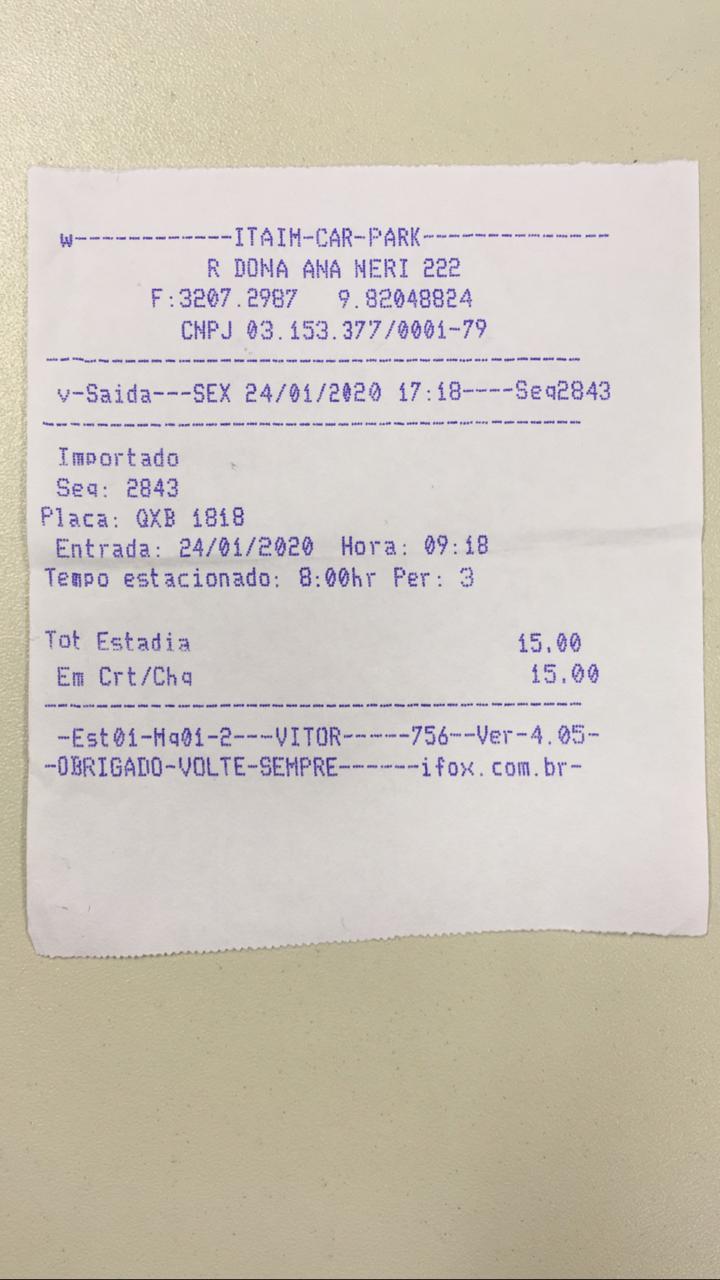 w------------ITAIM-CAR-PARK--------------
R DONA ANA NERI 222
F:3207.2987 9.82048824
CNPJ 03.153.377/0001-79
-----------------------------------------
v-Saida---SEX 24/01/2020 17:18----Seq2843
-----------------------------------------
Importado
Seq: 2843
Placa: QXB 1818
Entrada: 24/01/2020 Hora: 09:18
Tempo estacionado: 8:00hr Per: 3
Tot Estadia 15,00
Em Crt/Chq 15,00
-----------------------------------------
-Est01-Mq01-2---VITOR-----756--Ver-4.05-
-OBRIGADO-VOLTE-SEMPRE------ifox.com.br-